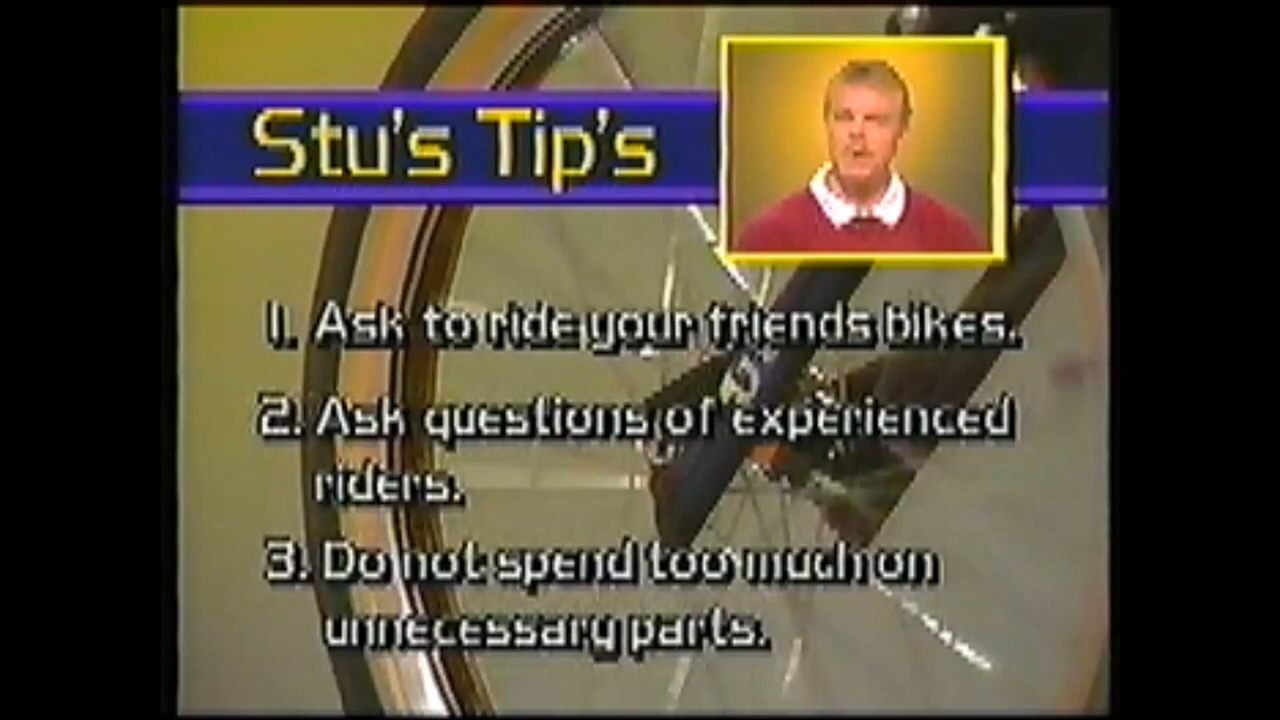 Stu's Tip's
1. Ask to ride your friends bikes.
2. Ask questions of experienced
riders.
3. Do not spend too much on
unnecessary parts.